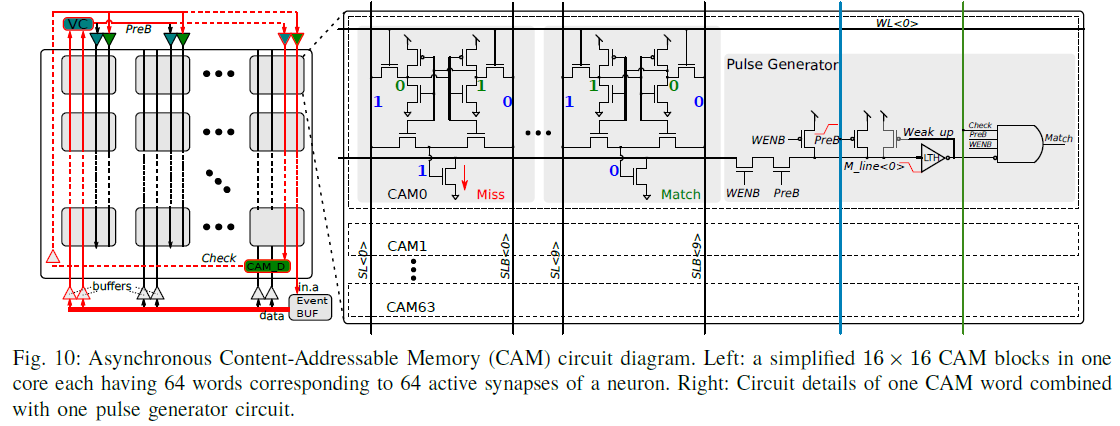 VC
PreB
Check
CAM_D
buffers
in.a
Event
BUF
data
WL<0>
Pulse Generator
0
1
1
0
1
0
1
0
WENB
PreB
Weak_up
Check
PreB
WENB
Match
LTH
M_line<0>
1
0
WENB
PreB
CAM0
Miss
Match
CAM1
CAM63
SL<0>
SLB<0>
SL<9>
SLB<9>
Fig. 10: Asynchronous Content-Addressable Memory (CAM) circuit diagram. Left: a simplified 16 × 16 CAM blocks in one
core each having 64 words corresponding to 64 active synapses of a neuron. Right: Circuit details of one CAM word combined
with one pulse generator circuit.